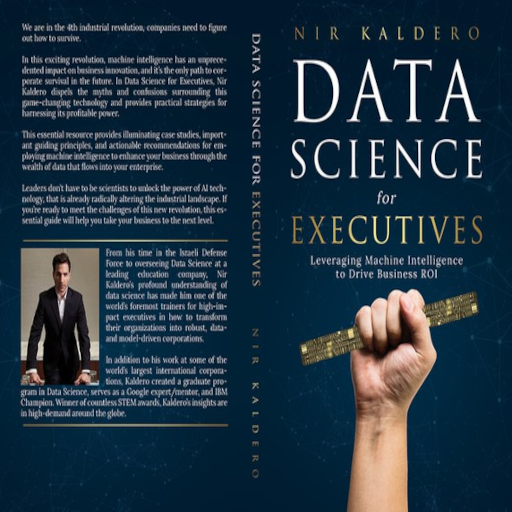 We are in the 4th industrial revolution, companies need to figure
out how to survive.
In this exciting revolution, machine intelligence has an unprece-
dented impact on business innovation, and it's the only path to cor-
porate survival in the future. In Data Science for Executives, Nir
Kaldero dispels the myths and confusions surrounding this
game-changing technology and provides practical strategies for
harnessing its profitable power.
This essential resource provides illuminating case studies, import-
ant guiding principles, and actionable recommendations for em-
ploying machine intelligence to enhance your business through the
wealth of data that flows into your enterprise.
Leaders don't have to be scientists to unlock the power of AI tech-
nology, that is already radically altering the industrial landscape. If
you're ready to meet the challenges of this new revolution, this es-
sential guide will help you take your business to the next level.
From his time in the Israeli Defense
Force to overseeing Data Science at a
leading education company, Nir
Kaldero's profound understanding of
data science has made him one of the
world's foremost trainers for high-im-
pact executives in how to transform
their organizations into robust, data-
and model-driven corporations.
In addition to his work at some of the
world's largest international corpora-
tions, Kaldero created a graduate pro-
gram in Data Science, serves as a Google expert/mentor, and IBM
Champion. Winner of countless STEM awards, Kaldero's insights are
in high-demand around the globe.
DATA SCIENCE FOR EXECUTIVES NIR KALDERO
NIR KALDERO
DATA
SCIENCE
for
EXECUTIVES
Leveraging Machine Intelligence
to Drive Business ROI